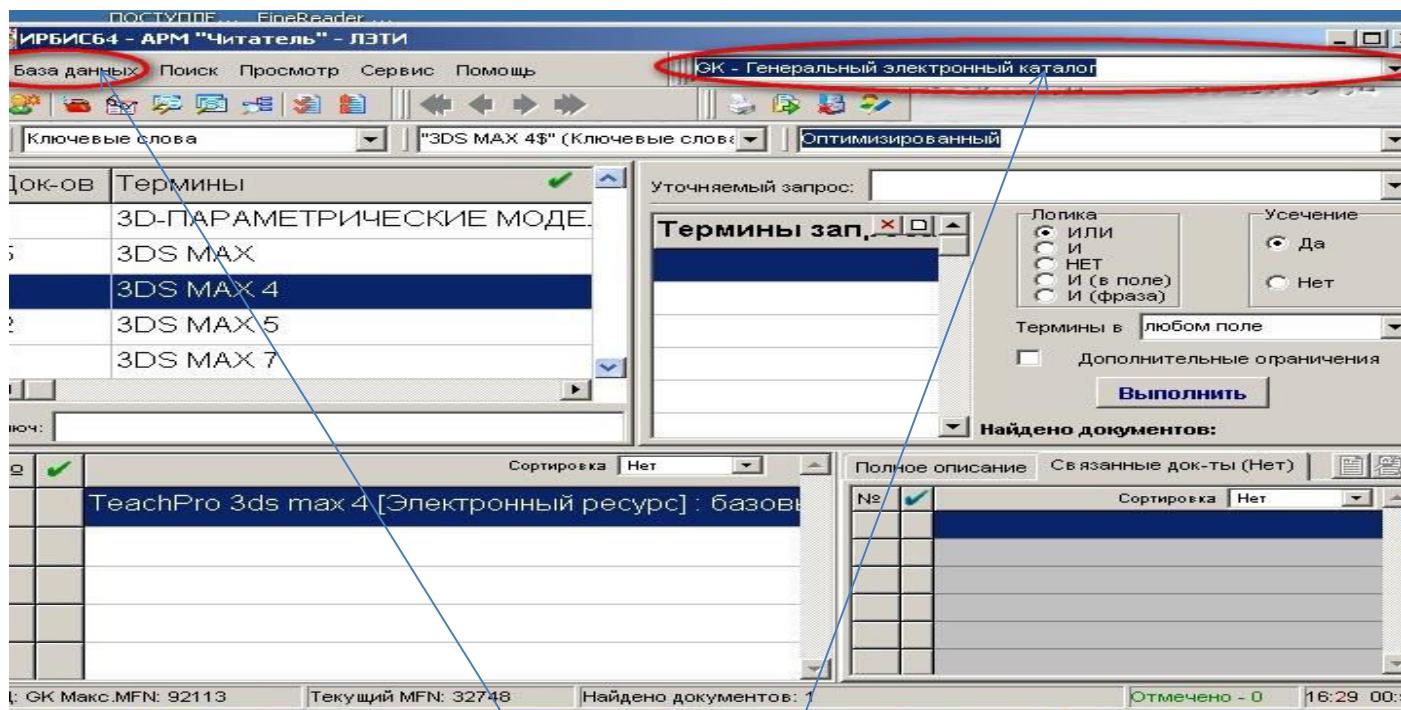 ПОСТУПЛЕ... FineReader ...
ИРБИС64 - АРМ "Читатель" - ЛЭТИ
База данных Поиск Просмотр Сервис Помощь
GK - Генеральный электронный каталог
Ключевые слова
"3DS MAX 4$" (Ключевые слова
Оптимизированный
Док-ов Термины
3D-ПАРАМЕТРИЧЕСКИЕ МОДЕ
3DS MAX
3DS MAX 4
3DS MAX 5
3DS MAX 7
люч:
Уточняемый запрос:
Термины зап
Логика
ИЛИ
И
НЕТ
И (в поле)
И (фраза)
Усечение
Да
Нет
Термины в любом поле
Дополнительные ограничения
Выполнить
Найдено документов:
Сортировка Нет
TeachPro 3ds max 4 [Электронный ресурс] : базовы
Полное описание Связанные док-ты (Нет)
№ Сортировка Нет
: GK Макс.MFN: 92113 Текущий MFN: 32748 Найдено документов: 1 Отмечено - 0 16:29 00: